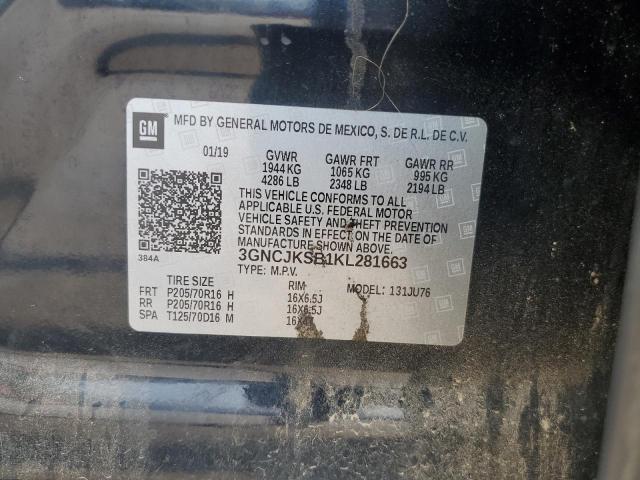 GM MFD BY GENERAL MOTORS DE MEXICO, S. DE R.L. DE C.V.
01/19 GVWR GAWR FRT GAWR RR
1944 KG 1065 KG 995 KG
4286 LB 2348 LB 2194 LB
THIS VEHICLE CONFORMS TO ALL
APPLICABLE U.S. FEDERAL MOTOR
VEHICLE SAFETY AND THEFT PREVENTION
STANDARDS IN EFFECT ON THE DATE OF
MANUFACTURE SHOWN ABOVE.
384A
3GNCJKSB1KL281663
TYPE: M.P.V. MODEL: 131JU76
TIRE SIZE RIM
FRT P205/70R16 H 16X6.5J
RR P205/70R16 H 16X6.5J
SPA T125/70D16 M